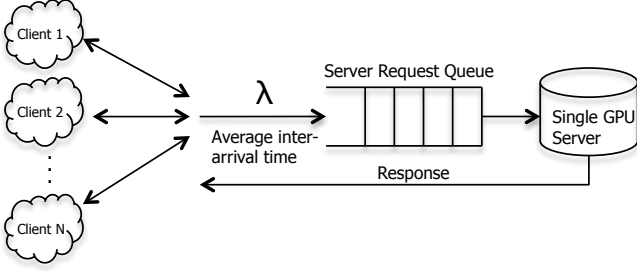 Client 1
Client 2
Client N
λ
Average inter-
arrival time
Server Request Queue
Single GPU
Server
Response